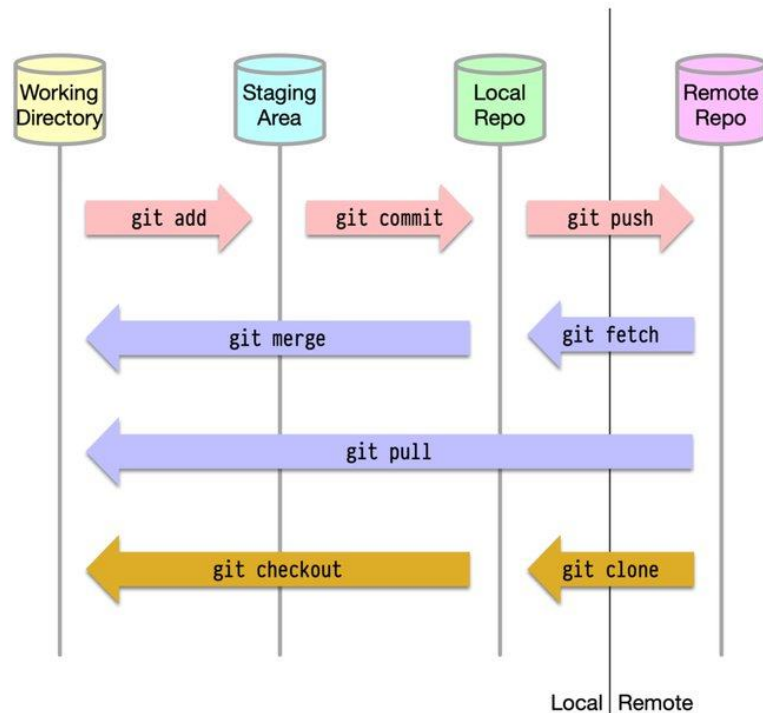 Working
Directory
Staging
Area
Local
Repo
Remote
Repo
git add
git commit
git push
git merge
git fetch
git pull
git checkout
git clone
Local
Remote